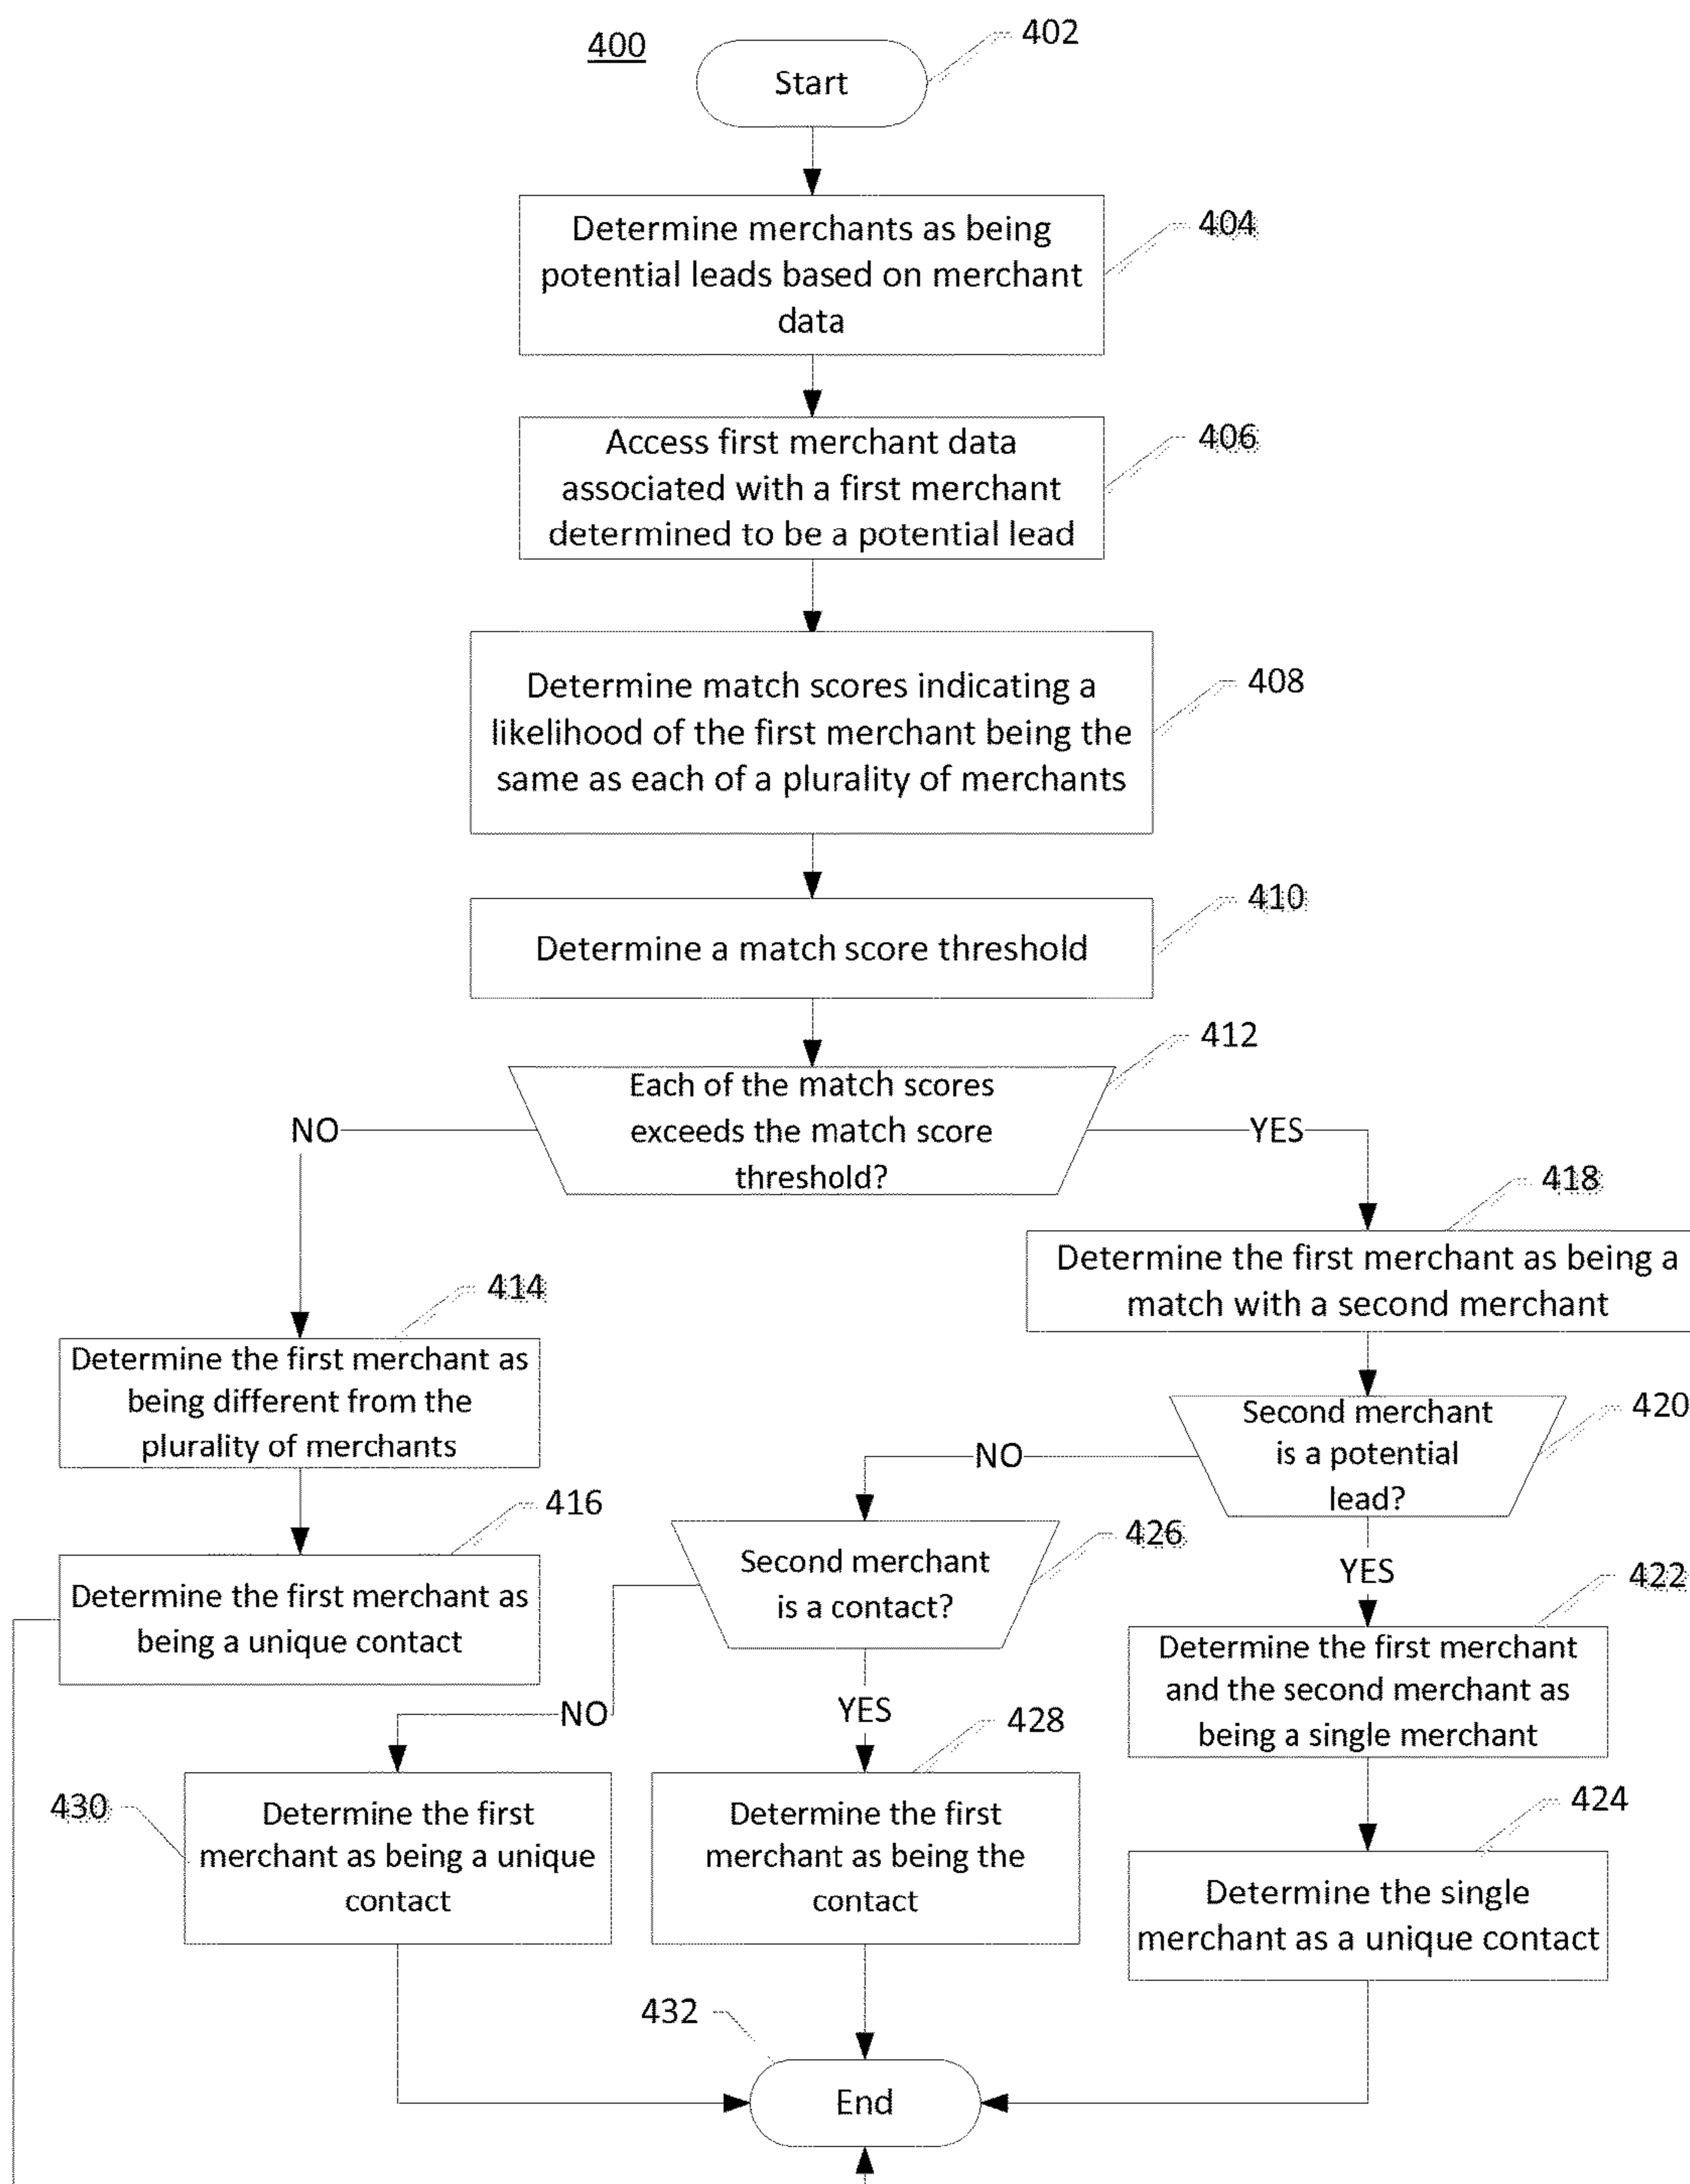 400
402
Start
404
Determine merchants as being
potential leads based on merchant
data
406
Access first merchant data
associated with a first merchant
determined to be a potential lead
408
Determine match scores indicating a
likelihood of the first merchant being the
same as each of a plurality of merchants
410
Determine a match score threshold
412
Each of the match scores
exceeds the match score
threshold?
NO
YES
418
Determine the first merchant as being a
match with a second merchant
414
Determine the first merchant as
being different from the
plurality of merchants
420
Second merchant
is a potential
lead?
NO
416
Determine the first merchant as
being a unique contact
426
Second merchant
is a contact?
YES
422
Determine the first merchant
and the second merchant as
being a single merchant
NO
YES
428
430
Determine the first
merchant as being a unique
contact
Determine the first
merchant as being the
contact
424
Determine the single
merchant as a unique contact
432
End